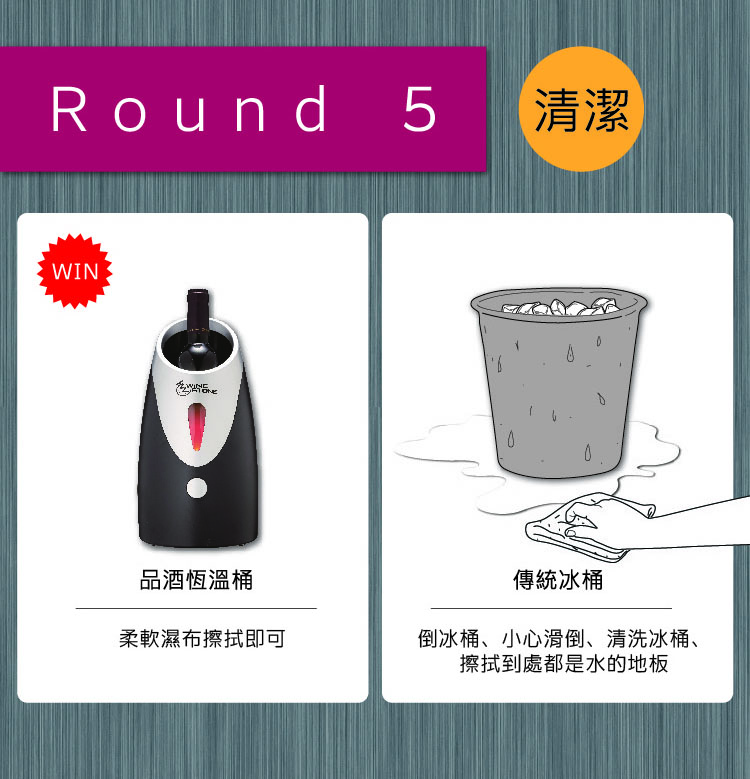 Round 5
清潔
WIN
WINE
品酒恆溫桶
柔軟濕布擦拭即可
傳統冰桶
倒冰桶、小心滑倒、清洗冰桶、
擦拭到處都是水的地板